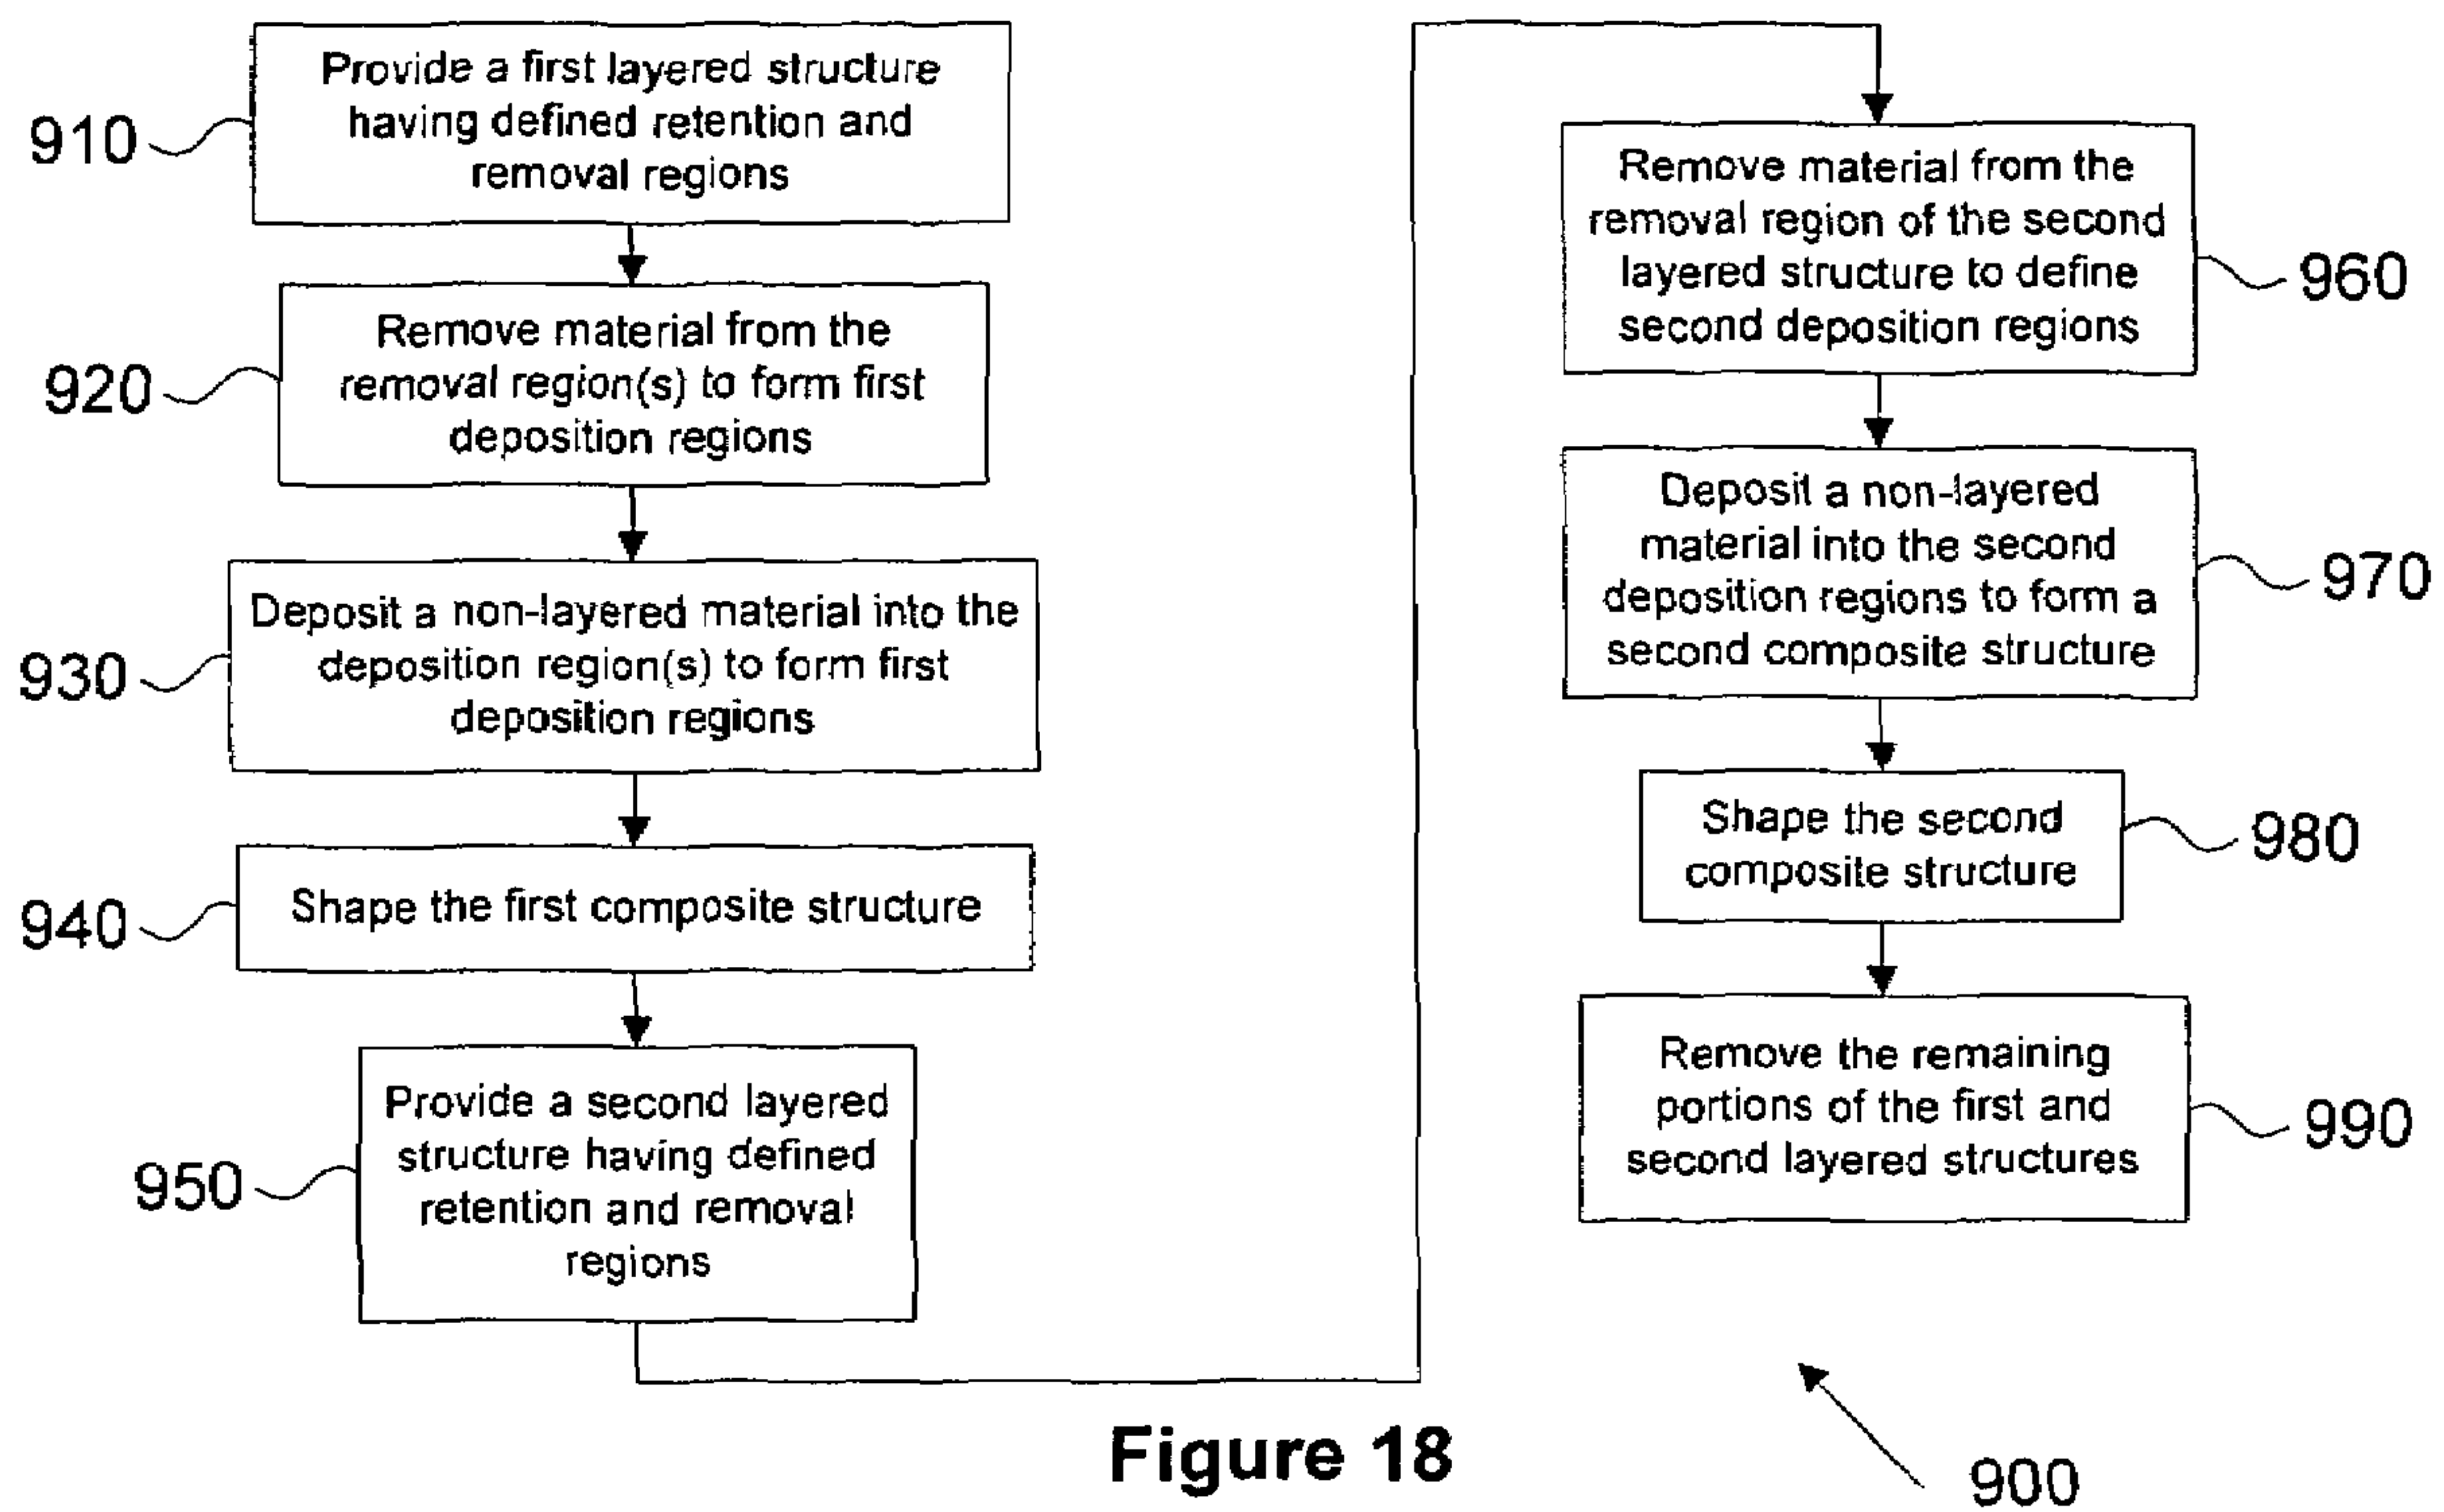 910
Provide a first layered structure
having defined retention and
removal regions
920
Remove material from the
removal region(s) to form first
deposition regions
930
Deposit a non-layered material into the
deposition region(s) to form first
deposition regions
940
Shape the first composite structure
950
Provide a second layered
structure having defined
retention and removal
regions
Remove material from the
removal region of the second
layered structure to define
second deposition regions
960
Deposit a non-layered
material into the second
deposition regions to form a
second composite structure
970
Shape the second
composite structure
980
Remove the remaining
portions of the first and
second layered structures
990
Figure 18
900